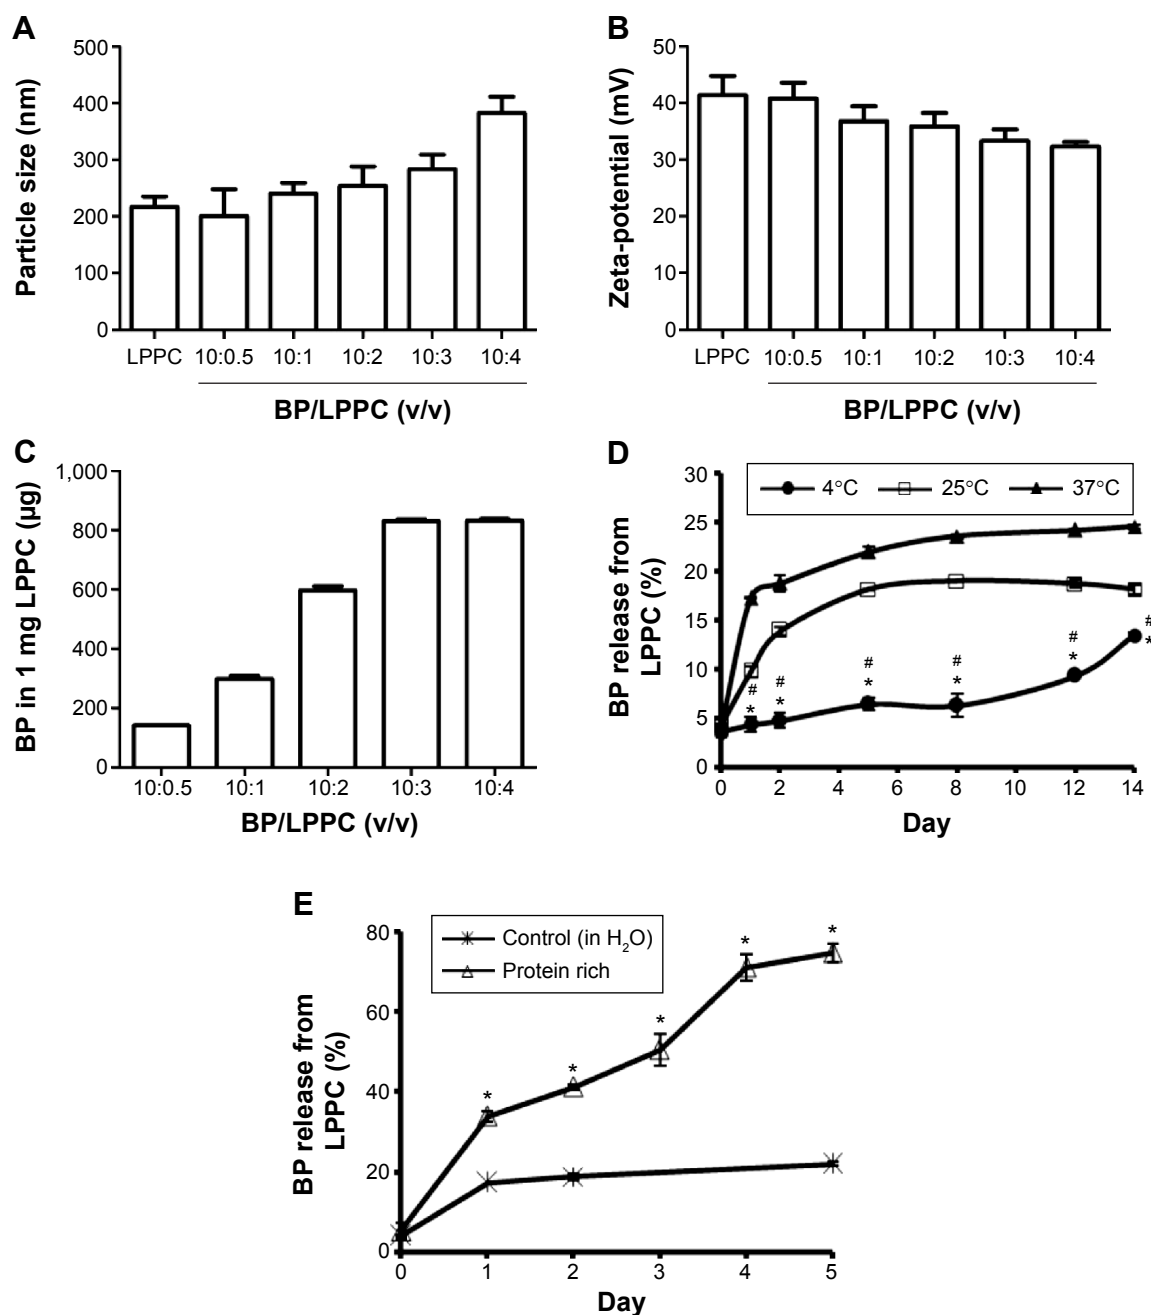 A
Particle size (nm)
500
400
300
200
100
0
LPPC 10:0.5 10:1 10:2 10:3 10:4
BP/LPPC (v/v)
B
Zeta-potential (mV)
50
40
30
20
10
0
LPPC 10:0.5 10:1 10:2 10:3 10:4
BP/LPPC (v/v)
C
BP in 1 mg LPPC (µg)
1,000
800
600
400
200
0
10:0.5 10:1 10:2 10:3 10:4
BP/LPPC (v/v)
D
BP release from
LPPC (%)
4°C 25°C 37°C
30
25
20
15
10
5
0
# # # # # #
* * * * * *
0 2 4 6 8 10 12 14
Day
E
BP release from
LPPC (%)
Control (in H₂O)
Protein rich
80
60
40
20
0
* * * * *
0 1 2 3 4 5
Day